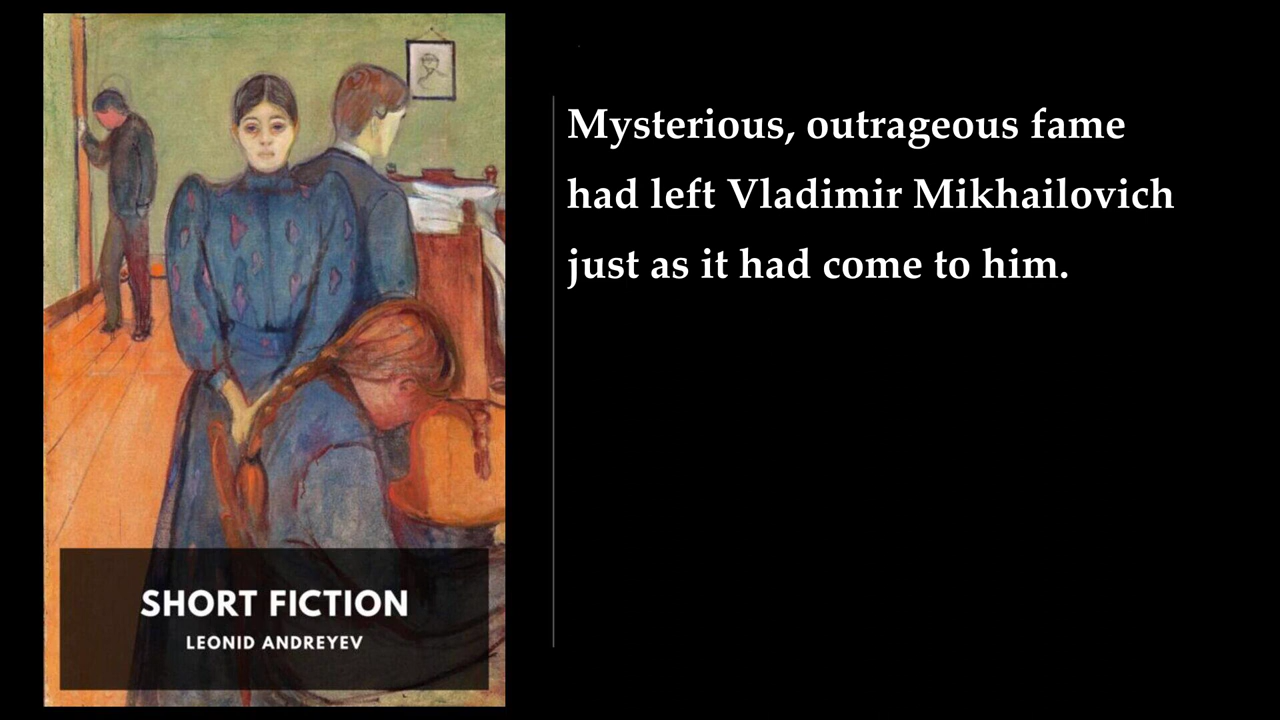 Mysterious, outrageous fame
had left Vladimir Mikhailovich
just as it had come to him.
SHORT FICTION
LEONID ANDREYEV